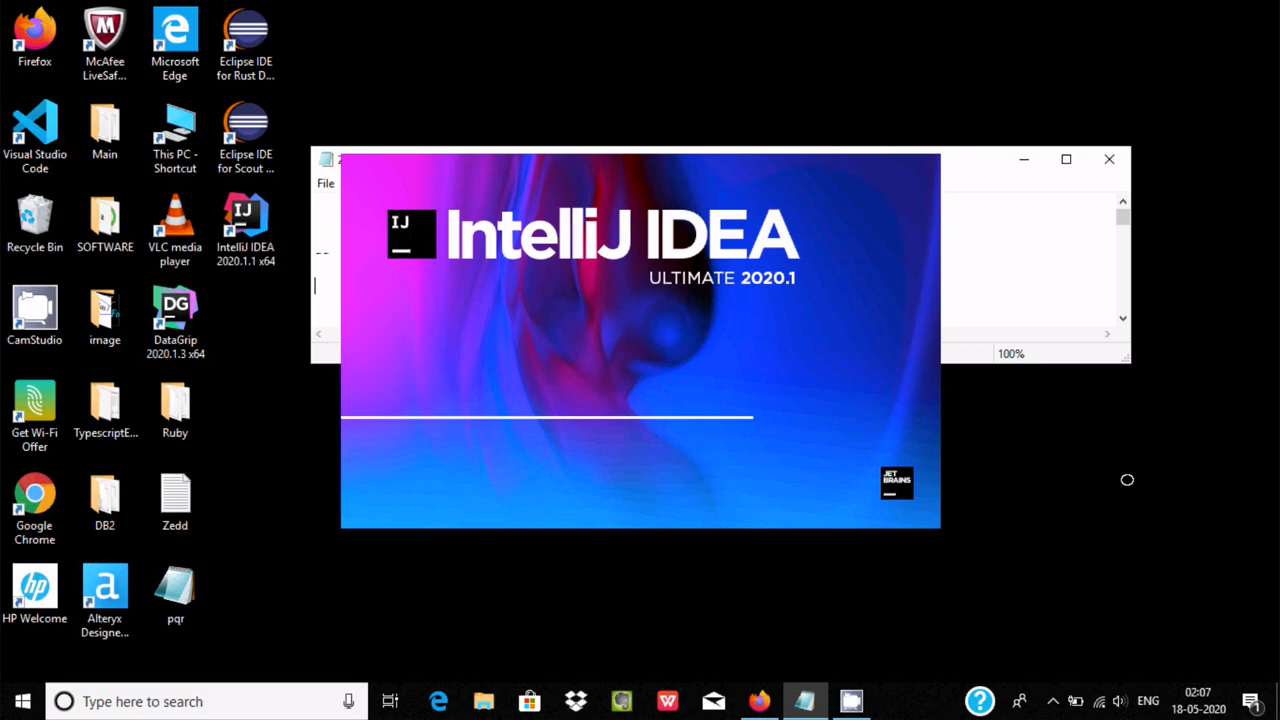 Firefox
McAfee
LiveSaf...
Microsoft
Edge
Eclipse IDE
for Rust D...
Visual Studio
Code
Main
This PC -
Shortcut
Eclipse IDE
for Scout ...
Recycle Bin
SOFTWARE
VLC media
player
IJ
IntelliJ IDEA
2020.1.1 x64
CamStudio
image
DG
DataGrip
2020.1.3 x64
Get Wi-Fi
Offer
TypescriptE...
Ruby
Google
Chrome
DB2
Zedd
hp
HP Welcome
a
Alteryx
Designe...
pqr
File
--
IJ
IntelliJ IDEA
ULTIMATE 2020.1
JET
BRAINS
100%
Type here to search
W
?
ENG
02:07
18-05-2020
1